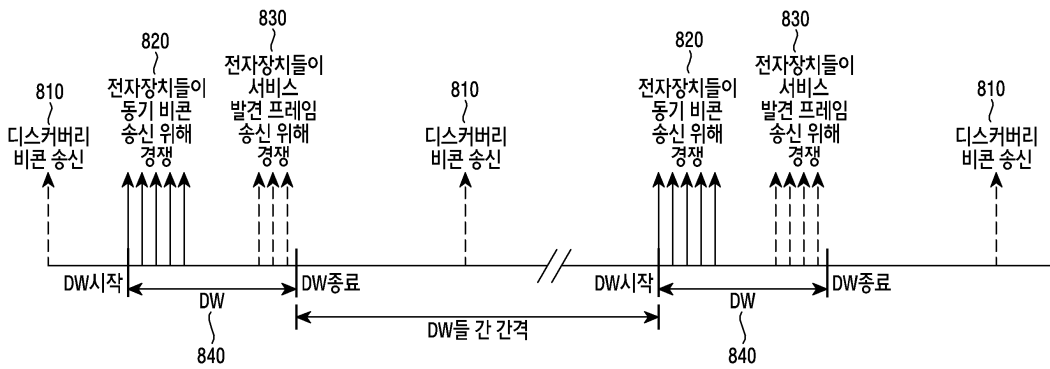 810
디스커버리
비콘 송신
820
전자장치들이
동기 비콘
송신 위해
경쟁
830
전자장치들이
서비스
발견 프레임
송신 위해
경쟁
810
디스커버리
비콘 송신
820
전자장치들이
동기 비콘
송신 위해
경쟁
830
전자장치들이
서비스
발견 프레임
송신 위해
경쟁
810
디스커버리
비콘 송신
DW시작
DW
DW종료
840
DW들 간 간격
DW시작
DW
DW종료
840